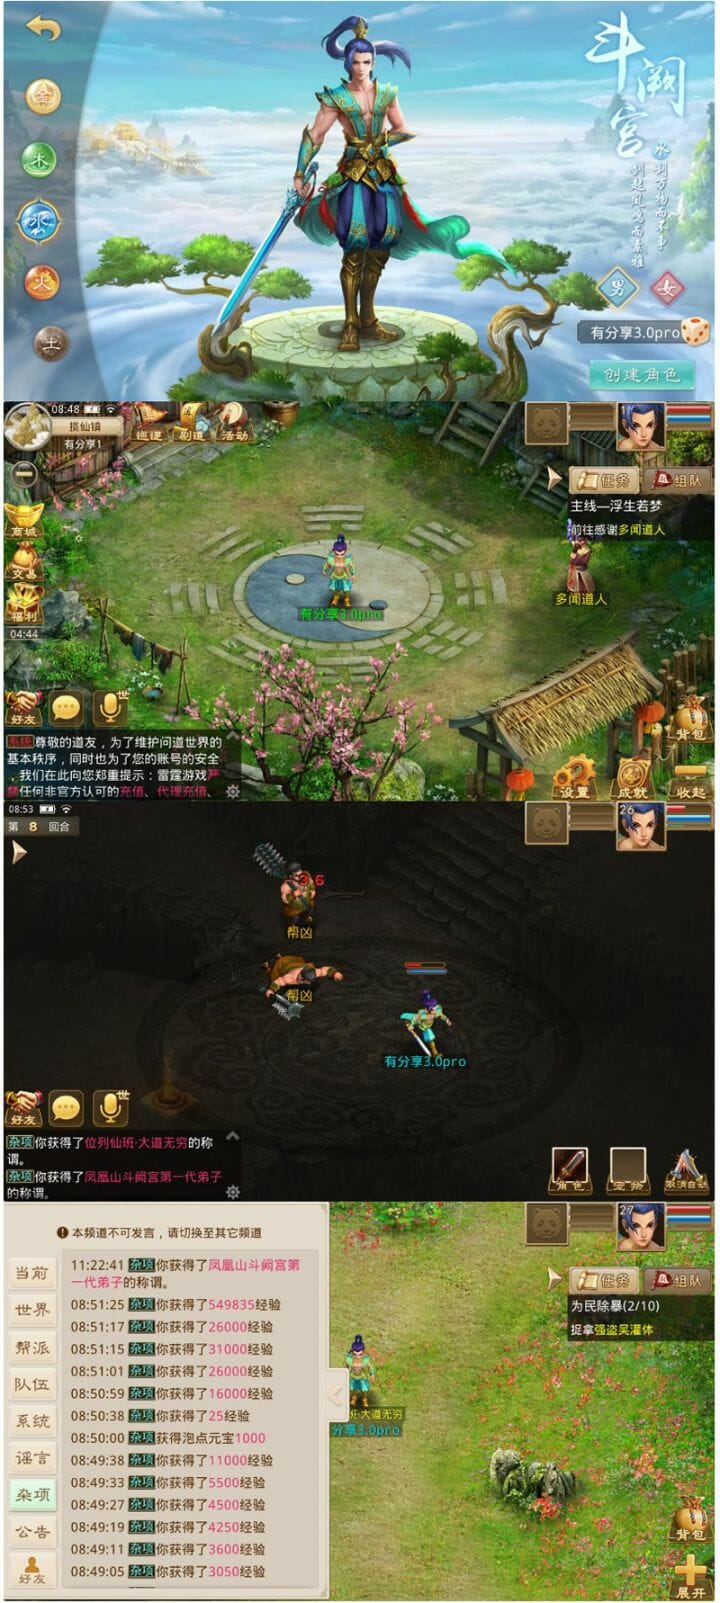 斗阙宫
水利万物而不争
剑起凤鸣而素雅
金
木
水
火
土
男
女
有分享3.0pro
创建角色
08:48
揽仙镇
有分享1
巡逻
剧道
活动
商城
交易
福利
04:44
任务
组队
主线—浮生若梦
前往感谢多闻道人
有分享3.0pro
多闻道人
好友
世
背包
系统尊敬的道友，为了维护问道世界的
基本秩序，同时也为了您的账号的安全
，我们在此向您郑重提示：雷霆游戏严
禁任何非官方认可的充值、代理充值、
设置
成就
收起
08:53
第 8 回合
26
36
帮凶
帮凶
有分享3.0pro
好友
世
杂项你获得了位列仙班·大道无穷的称
谓。
杂项你获得了凤凰山斗阙宫第一代弟子
的称谓。
角色
宠物
取消自动
本频道不可发言，请切换至其它频道
当前
世界
帮派
队伍
系统
谣言
杂项
公告
好友
11:22:41 杂项你获得了凤凰山斗阙宫第
一代弟子的称谓。
08:51:25 杂项你获得了549835经验
08:51:17 杂项你获得了26000经验
08:51:15 杂项你获得了31000经验
08:51:01 杂项你获得了26000经验
08:50:59 杂项你获得了16000经验
08:50:38 杂项你获得了25经验
08:50:00 杂项获得泡点元宝1000
08:49:38 杂项你获得了11000经验
08:49:33 杂项你获得了5500经验
08:49:27 杂项你获得了4500经验
08:49:19 杂项你获得了4250经验
08:49:11 杂项你获得了3600经验
08:49:05 杂项你获得了3050经验
27
任务
组队
为民除暴(2/10)
捉拿强盗吴灌体
班·大道无穷
分享3.0pro
背包
展开